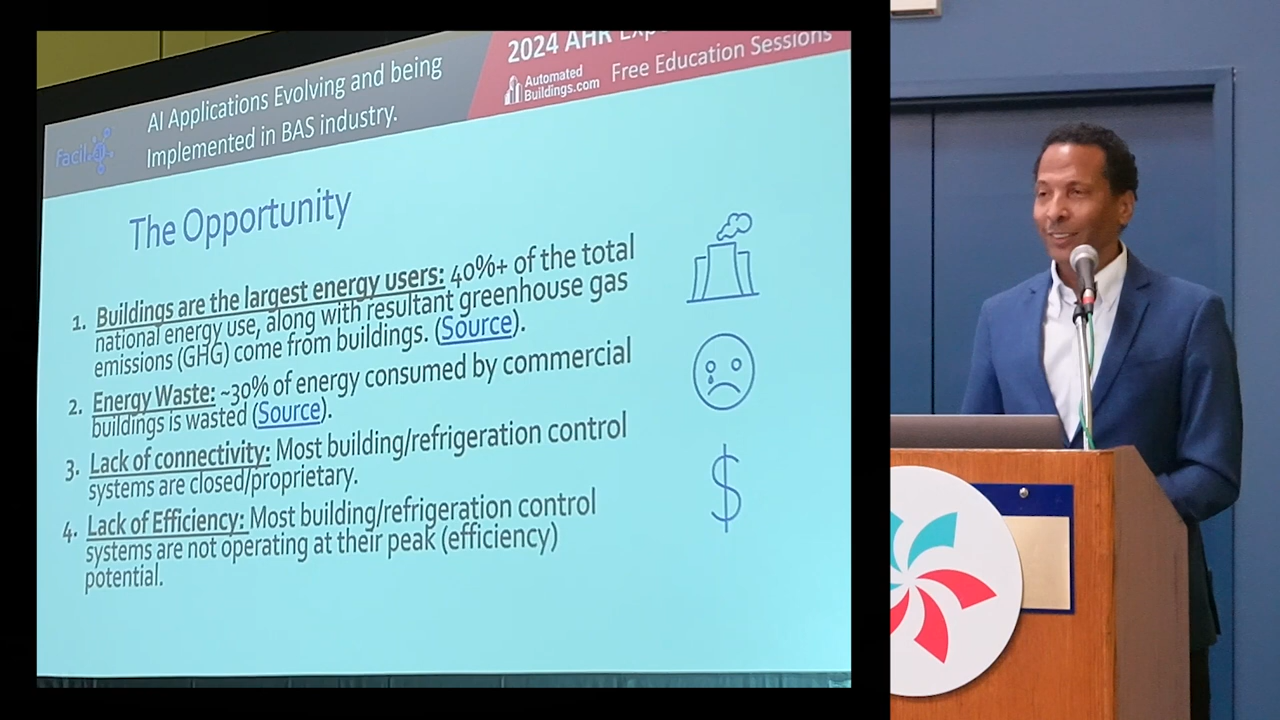 AI Applications Evolving and being
Implemented in BAS industry.
facil.ai
2024 AHR Expo
Automated
Buildings.com
Free Education Sessions
The Opportunity
1. Buildings are the largest energy users: 40%+ of the total
national energy use, along with resultant greenhouse gas
emissions (GHG) come from buildings. (Source).
2. Energy Waste: ~30% of energy consumed by commercial
buildings is wasted (Source).
3. Lack of connectivity: Most building/refrigeration control
systems are closed/proprietary.
4. Lack of Efficiency: Most building/refrigeration control
systems are not operating at their peak (efficiency)
potential.
$